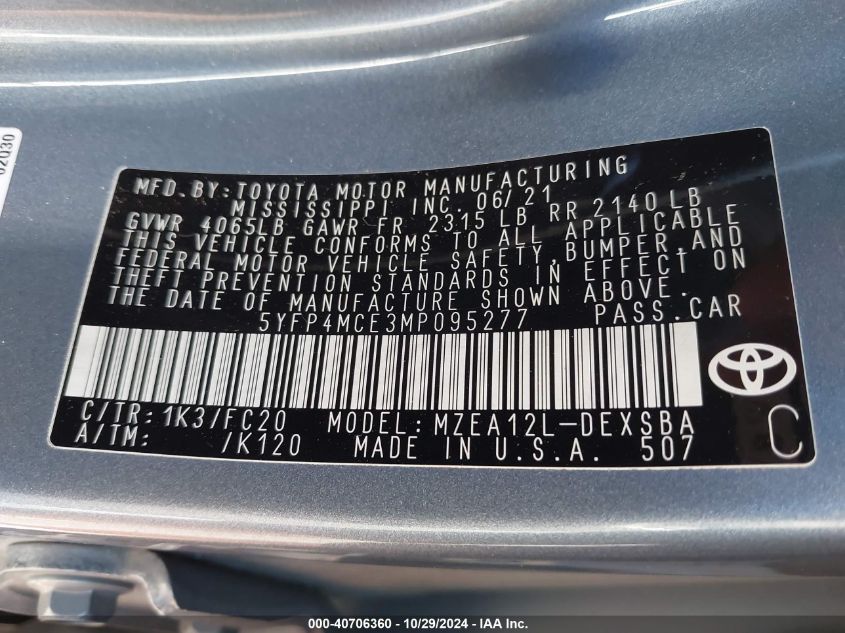 02030
MFD. BY: TOYOTA MOTOR MANUFACTURING
MISSISSIPPI INC. 06/21
GVWR 4065LB GAWR FR 2315 LB RR 2140 LB
THIS VEHICLE CONFORMS TO ALL APPLICABLE
FEDERAL MOTOR VEHICLE SAFETY, BUMPER, AND
THEFT PREVENTION STANDARDS IN EFFECT ON
THE DATE OF MANUFACTURE SHOWN ABOVE.
5YFP4MCE3MP095277 PASS.CAR
C/TR: 1K3/FC20 MODEL: MZEA12L-DEXSBA
A/TM: /K120 MADE IN U.S.A. 507
C
000-40706360 - 10/29/2024 - IAA Inc.